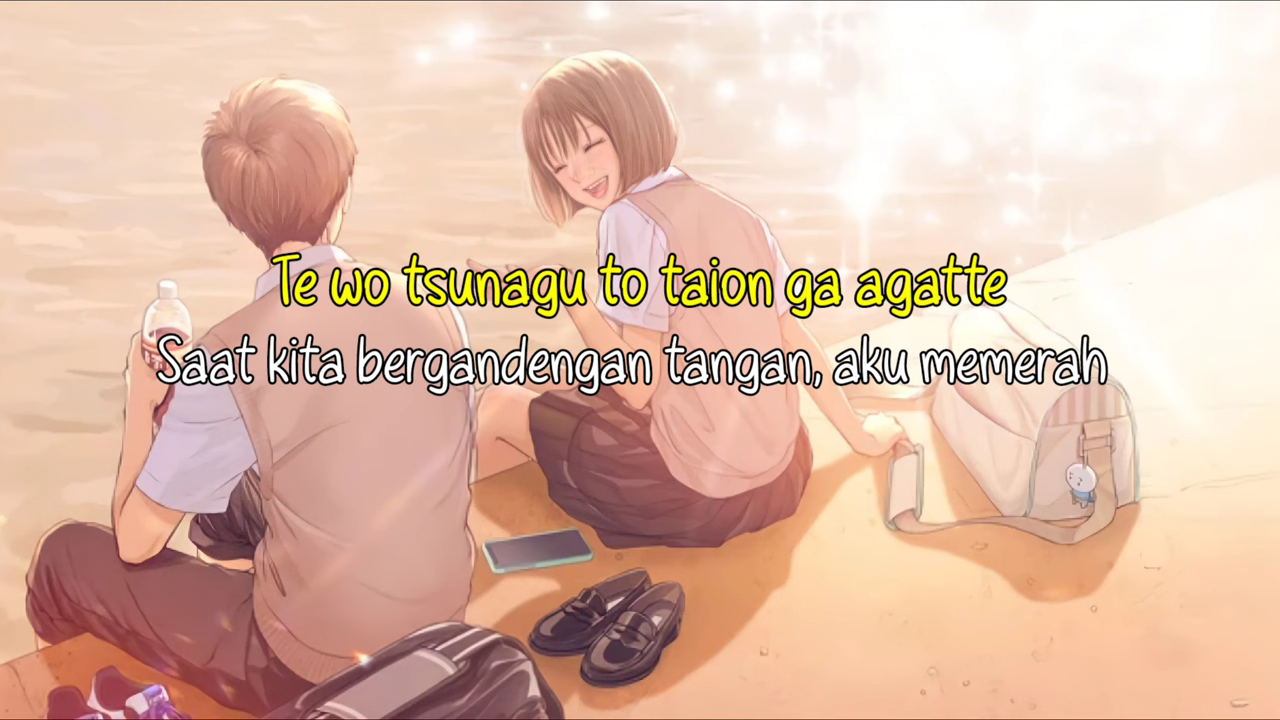 Te wo tsunagu to taion ga agatte
Saat kita bergandengan tangan, aku memerah